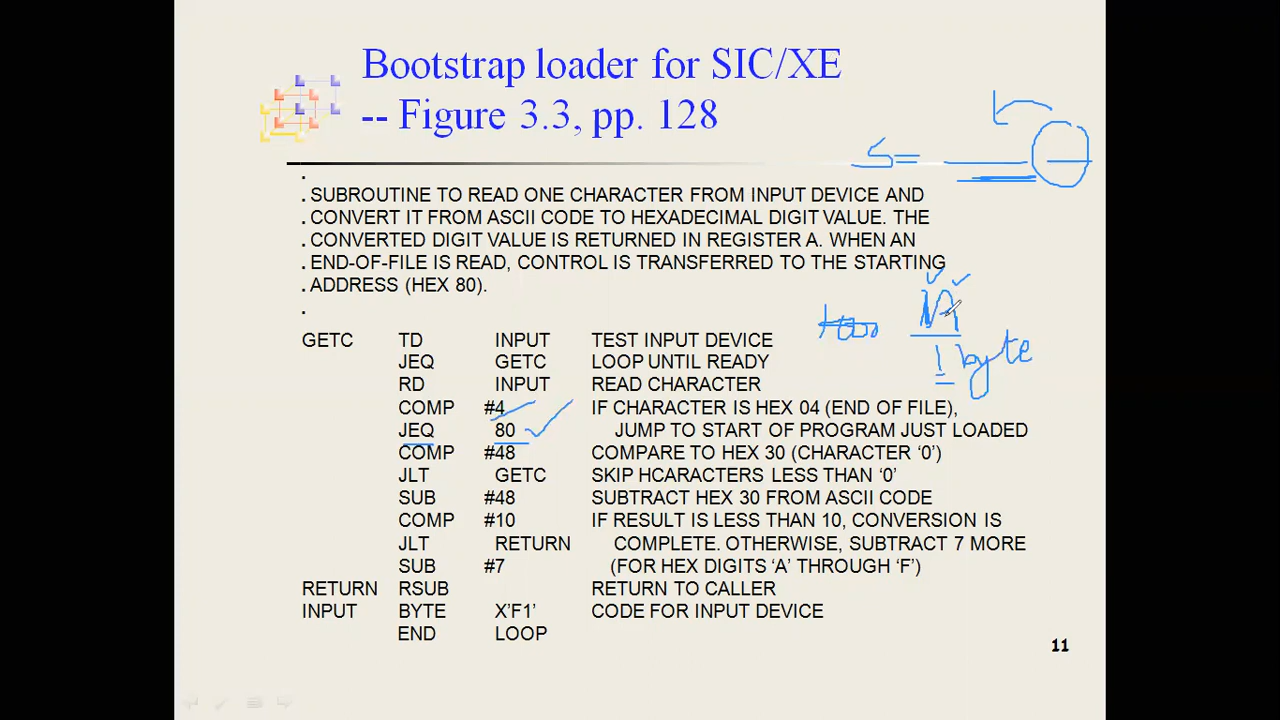 Bootstrap loader for SIC/XE
-- Figure 3.3, pp. 128
S=
.
. SUBROUTINE TO READ ONE CHARACTER FROM INPUT DEVICE AND
. CONVERT IT FROM ASCII CODE TO HEXADECIMAL DIGIT VALUE. THE
. CONVERTED DIGIT VALUE IS RETURNED IN REGISTER A. WHEN AN
. END-OF-FILE IS READ, CONTROL IS TRANSFERRED TO THE STARTING
. ADDRESS (HEX 80).
.
GETC TD INPUT TEST INPUT DEVICE
JEQ GETC LOOP UNTIL READY
1 byte
RD INPUT READ CHARACTER
COMP #4 IF CHARACTER IS HEX 04 (END OF FILE),
JEQ 80 JUMP TO START OF PROGRAM JUST LOADED
COMP #48 COMPARE TO HEX 30 (CHARACTER ‘0’)
JLT GETC SKIP HCARACTERS LESS THAN ‘0’
SUB #48 SUBTRACT HEX 30 FROM ASCII CODE
COMP #10 IF RESULT IS LESS THAN 10, CONVERSION IS
JLT RETURN COMPLETE. OTHERWISE, SUBTRACT 7 MORE
SUB #7 (FOR HEX DIGITS ‘A’ THROUGH ‘F’)
RETURN RSUB RETURN TO CALLER
INPUT BYTE X’F1’ CODE FOR INPUT DEVICE
END LOOP
11